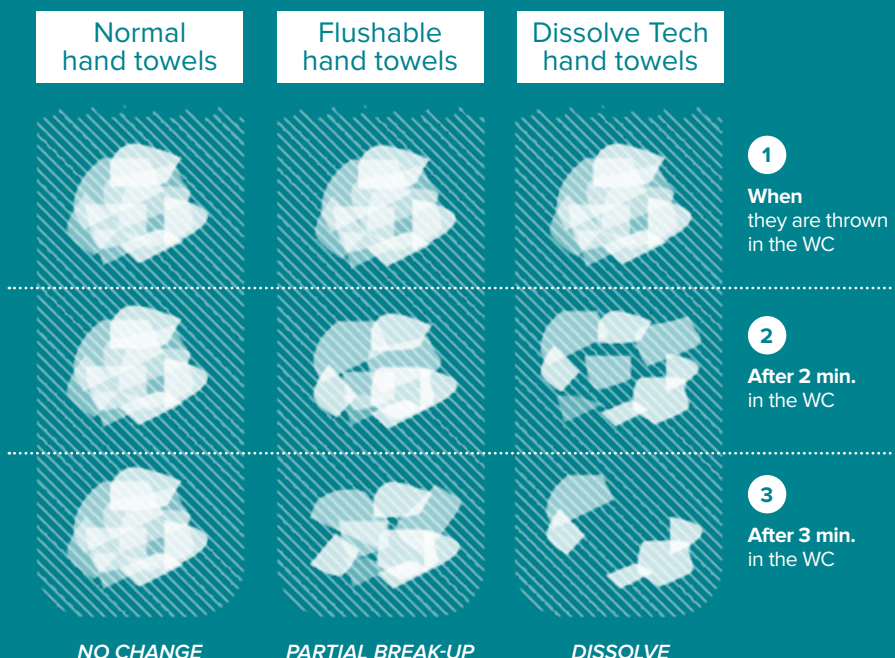 Normal
hand towels
Flushable
hand towels
Dissolve Tech
hand towels
1
When
they are thrown
in the WC
2
After 2 min.
in the WC
3
After 3 min.
in the WC
NO CHANGE
PARTIAL BREAK-UP
DISSOLVE